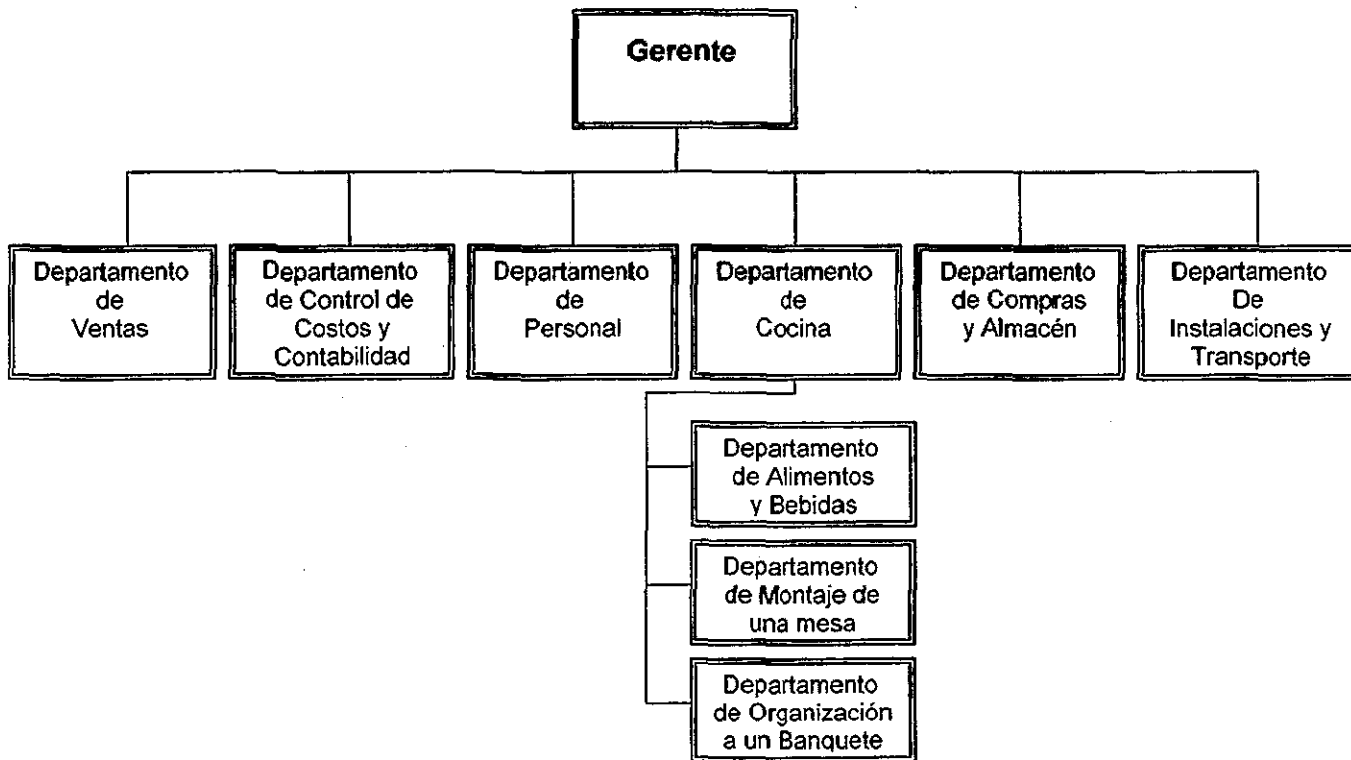 Gerente
Departamento
de
Ventas
Departamento
de Control de
Costos y
Contabilidad
Departamento
de
Personal
Departamento
de
Cocina
Departamento
de Compras
y Almacén
Departamento
De
Instalaciones y
Transporte
Departamento
de Alimentos
y Bebidas
Departamento
de Montaje de
una mesa
Departamento
de Organización
a un Banquete